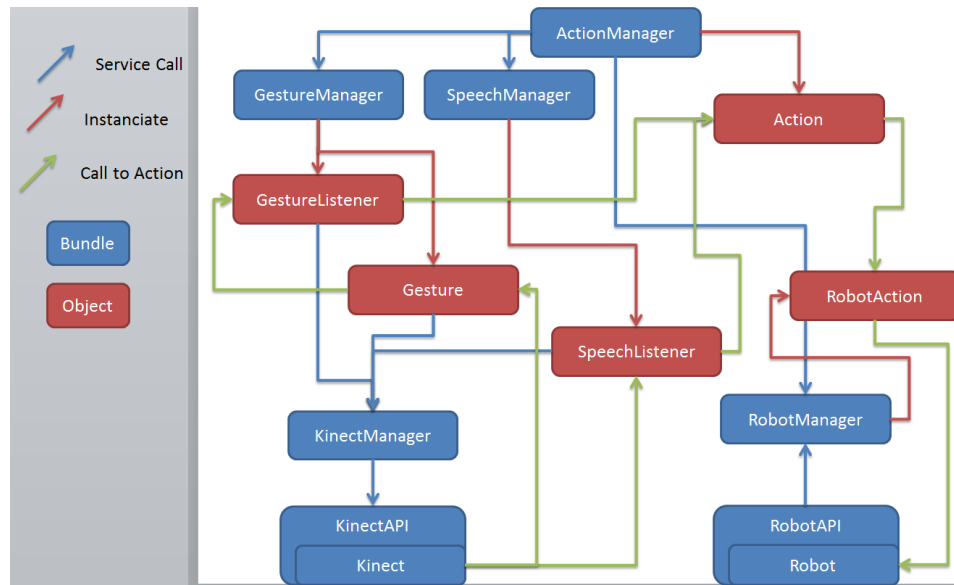 Service Call
Instanciate
Call to Action
Bundle
Object
ActionManager
GestureManager
SpeechManager
Action
GestureListener
Gesture
RobotAction
SpeechListener
KinectManager
RobotManager
KinectAPI
Kinect
RobotAPI
Robot